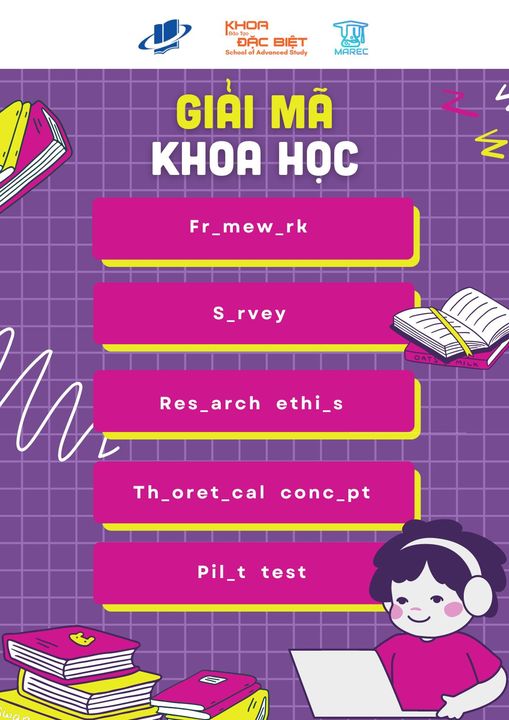 KHOA
Đào Tạo
ĐẶC BIỆT
School of Advanced Study
MAREC
GIẢI MÃ
KHOA HỌC
Fr_mew_rk
S_rvey
Res_arch ethi_s
Th_oret_cal conc_pt
Pil_t test